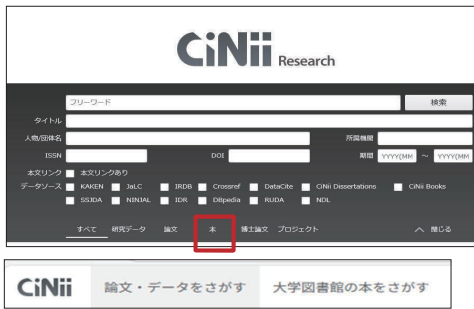 CiNii Research
フリーワード 検索
タイトル
人物/団体名 所属機関
ISSN DOI 期間 YYYY(MM ~ YYYY(MM
本文リンク 本文リンクあり
データソース KAKEN JaLC IRDB Crossref DataCite CiNii Dissertations CiNii Books
SSJDA NINJAL IDR DBpedia RUDA NDL
すべて 研究データ 論文 本 博士論文 プロジェクト 閉じる
CiNii 論文・データをさがす 大学図書館の本をさがす